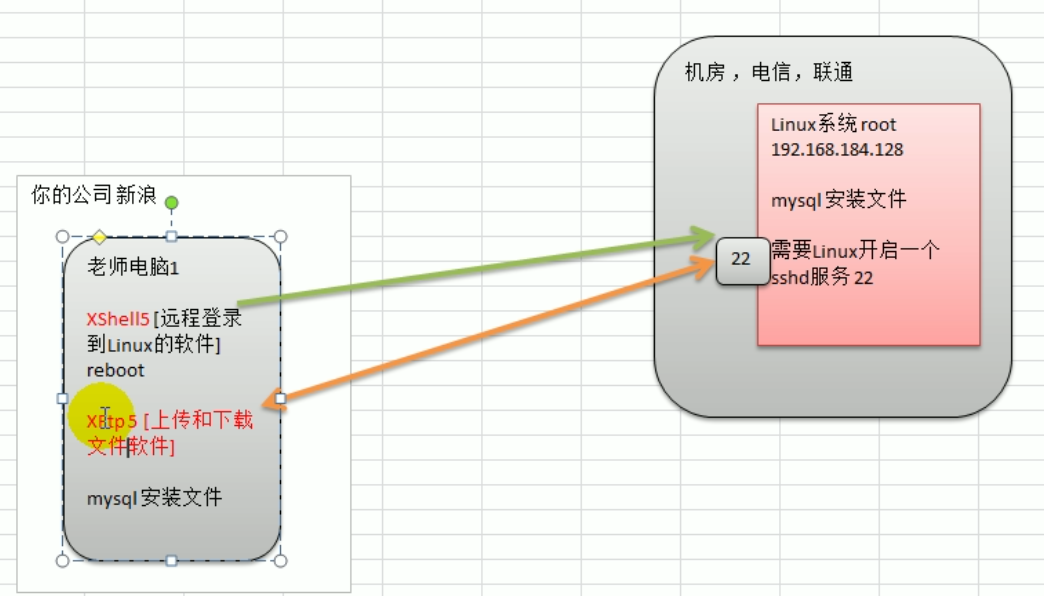 你的公司 新浪
老师电脑1
XShell5 [远程登录
到Linux的软件]
reboot
XFtp5 [上传和下载
文件软件]
mysql 安装文件
机房，电信，联通
Linux系统 root
192.168.184.128
mysql 安装文件
需要Linux开启一个
sshd服务 22
22